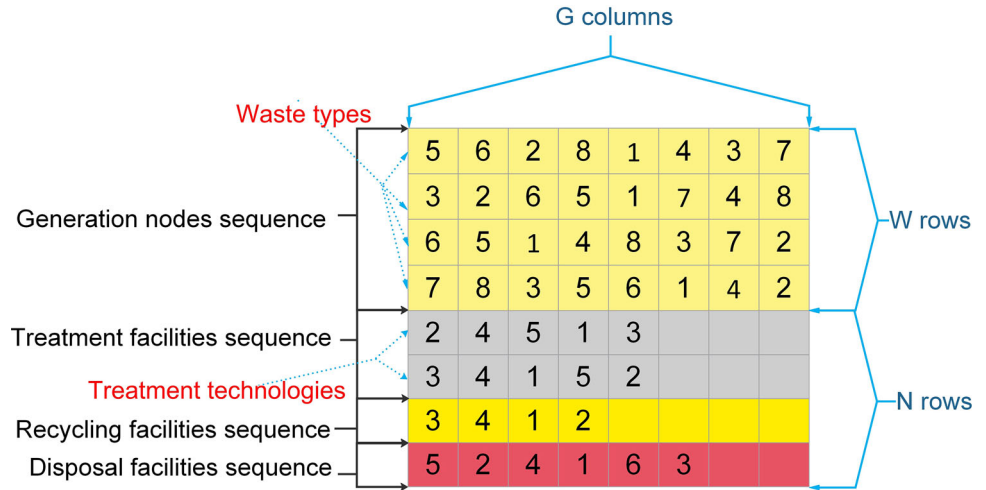 G columns
Waste types
5 6 2 8 1 4 3 7
3 2 6 5 1 7 4 8
Generation nodes sequence
W rows
6 5 1 4 8 3 7 2
7 8 3 5 6 1 4 2
Treatment facilities sequence
2 4 5 1 3
Treatment technologies
3 4 1 5 2
N rows
Recycling facilities sequence
3 4 1 2
Disposal facilities sequence
5 2 4 1 6 3